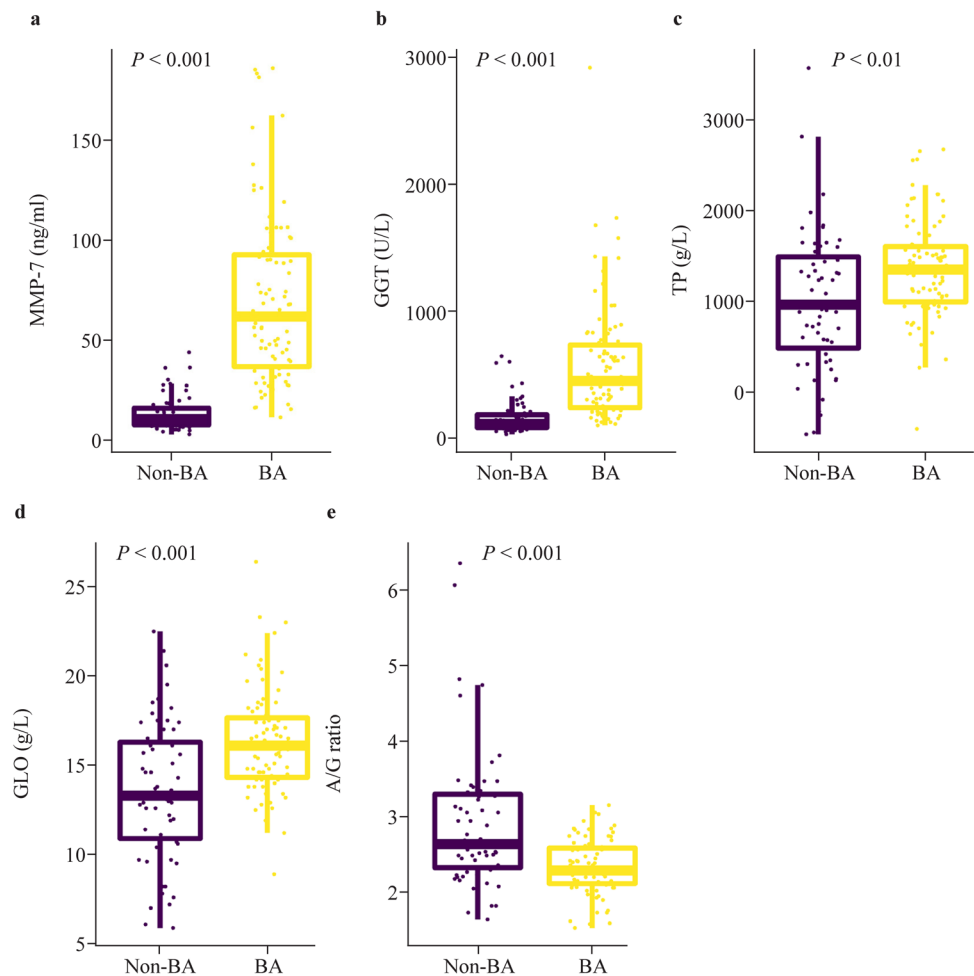 a
P < 0.001
MMP-7 (ng/ml)
150
100
50
0
Non-BA
BA
b
P < 0.001
GGT (U/L)
3000
2000
1000
0
Non-BA
BA
c
P < 0.01
TP (g/L)
3000
2000
1000
0
Non-BA
BA
d
P < 0.001
GLO (g/L)
25
20
15
10
5
Non-BA
BA
e
P < 0.001
A/G ratio
6
5
4
3
2
Non-BA
BA